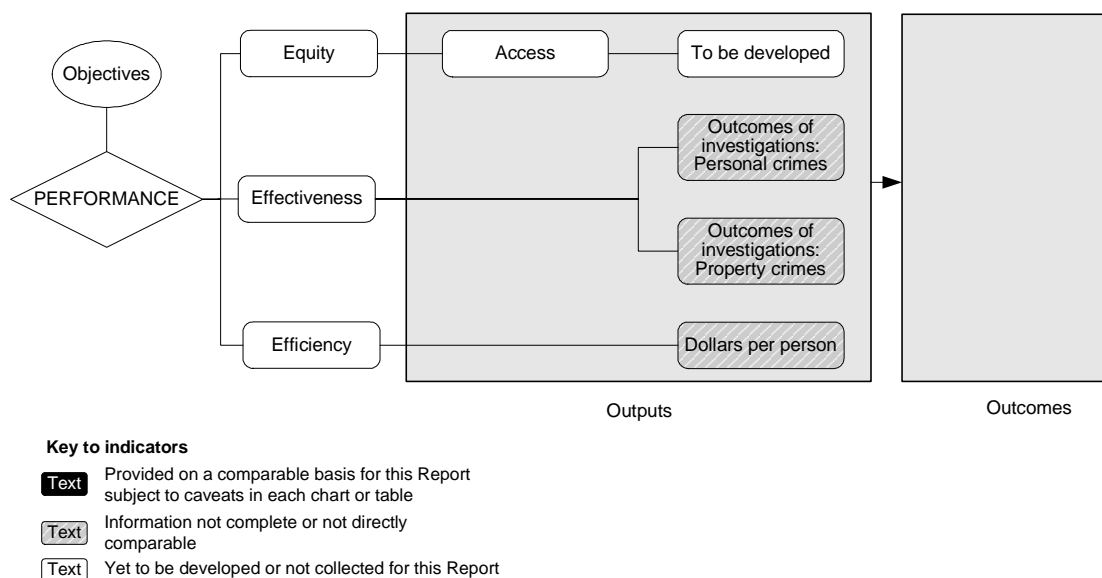 Objectives
PERFORMANCE
Equity
Access
To be developed
Effectiveness
Outcomes of
investigations:
Personal crimes
Outcomes of
investigations:
Property crimes
Efficiency
Dollars per person
Outputs
Outcomes
Key to indicators
Text Provided on a comparable basis for this Report
subject to caveats in each chart or table
Text Information not complete or not directly
comparable
Text Yet to be developed or not collected for this Report